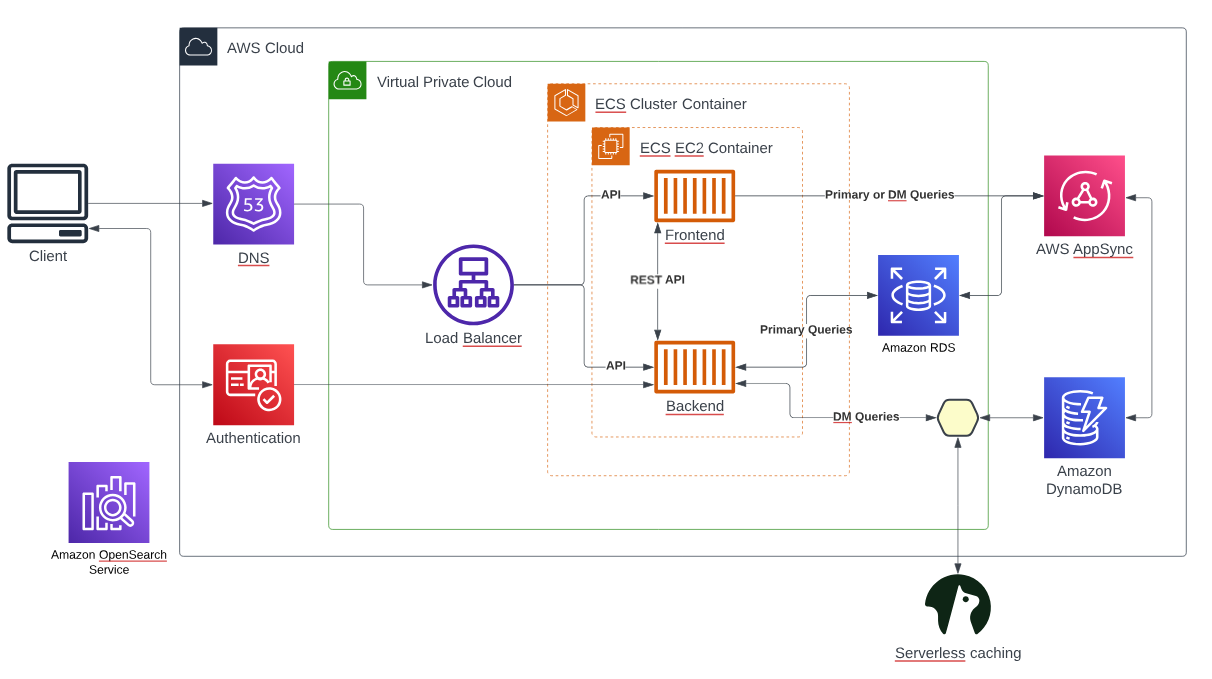 AWS Cloud
Virtual Private Cloud
ECS Cluster Container
ECS EC2 Container
Client
53
DNS
Load Balancer
Authentication
Amazon OpenSearch
Service
API
Frontend
REST API
API
Backend
Primary or DM Queries
Primary Queries
DM Queries
AWS AppSync
Amazon RDS
Amazon
DynamoDB
Serverless caching